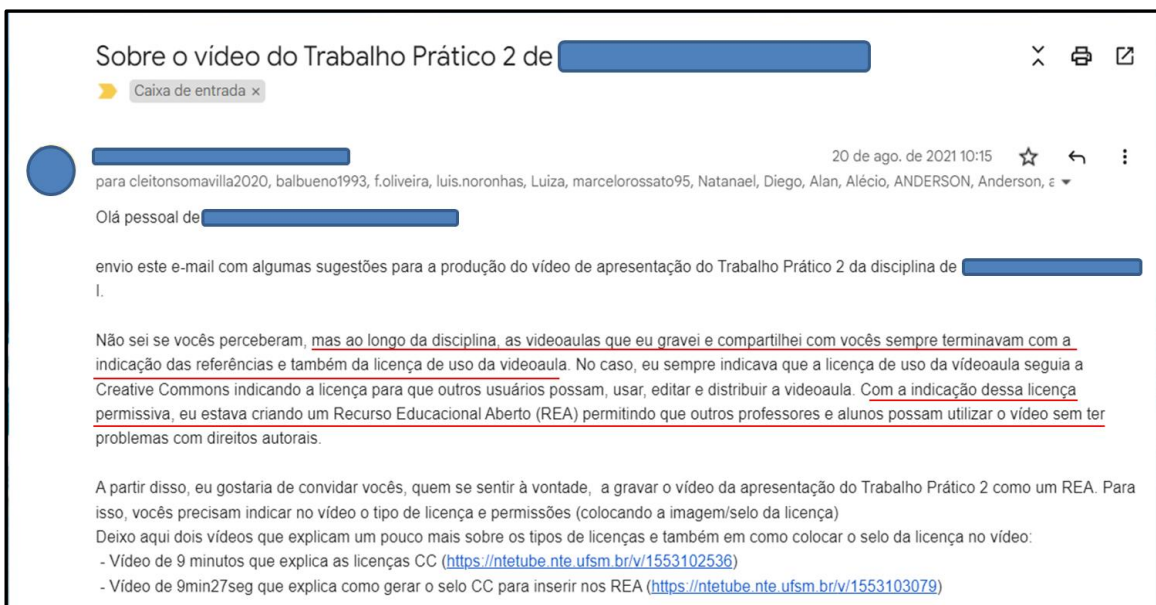 Sobre o vídeo do Trabalho Prático 2 de
Caixa de entrada ×
20 de ago. de 2021 10:15
para cleitonsomavilla2020, balbueno1993, f.oliveira, luis.noronhas, Luiza, marcelorossato95, Natanael, Diego, Alan, Alécio, ANDERSON, Anderson, a
Olá pessoal de
envio este e-mail com algumas sugestões para a produção do vídeo de apresentação do Trabalho Prático 2 da disciplina de
I.
Não sei se vocês perceberam, mas ao longo da disciplina, as videoaulas que eu gravei e compartilhei com vocês sempre terminavam com a
indicação das referências e também da licença de uso da videoaula. No caso, eu sempre indicava que a licença de uso da vídeoaula seguia a
Creative Commons indicando a licença para que outros usuários possam, usar, editar e distribuir a videoaula. Com a indicação dessa licença
permissiva, eu estava criando um Recurso Educacional Aberto (REA) permitindo que outros professores e alunos possam utilizar o vídeo sem ter
problemas com direitos autorais.
A partir disso, eu gostaria de convidar vocês, quem se sentir à vontade, a gravar o vídeo da apresentação do Trabalho Prático 2 como um REA. Para
isso, vocês precisam indicar no vídeo o tipo de licença e permissões (colocando a imagem/selo da licença)
Deixo aqui dois vídeos que explicam um pouco mais sobre os tipos de licenças e também em como colocar o selo da licença no vídeo:
- Vídeo de 9 minutos que explica as licenças CC (https://ntetube.nte.ufsm.br/v/1553102536)
- Vídeo de 9min27seg que explica como gerar o selo CC para inserir nos REA (https://ntetube.nte.ufsm.br/v/1553103079)